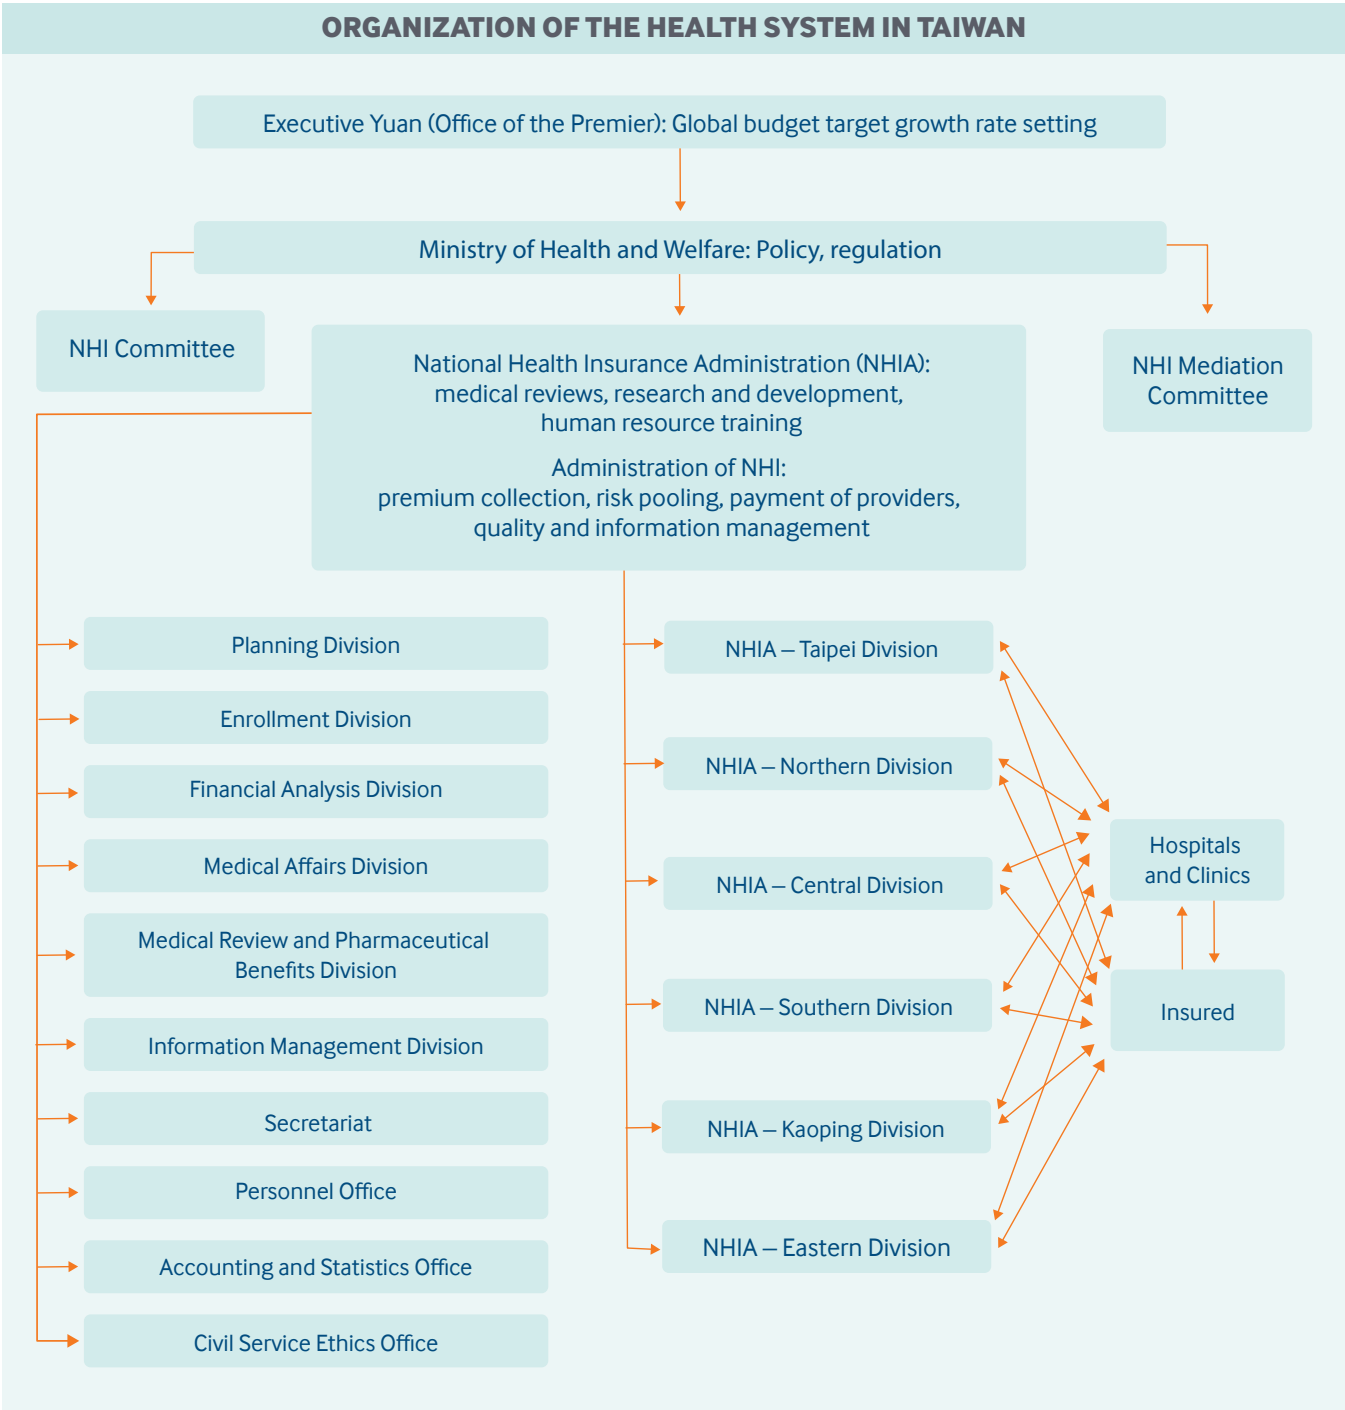 ORGANIZATION OF THE HEALTH SYSTEM IN TAIWAN
Executive Yuan (Office of the Premier): Global budget target growth rate setting
Ministry of Health and Welfare: Policy, regulation
NHI Committee
National Health Insurance Administration (NHIA):
medical reviews, research and development,
human resource training
Administration of NHI:
premium collection, risk pooling, payment of providers,
quality and information management
NHI Mediation
Committee
Planning Division
Enrollment Division
Financial Analysis Division
Medical Affairs Division
Medical Review and Pharmaceutical
Benefits Division
Information Management Division
Secretariat
Personnel Office
Accounting and Statistics Office
Civil Service Ethics Office
NHIA – Taipei Division
NHIA – Northern Division
NHIA – Central Division
NHIA – Southern Division
NHIA – Kaoping Division
NHIA – Eastern Division
Hospitals
and Clinics
Insured